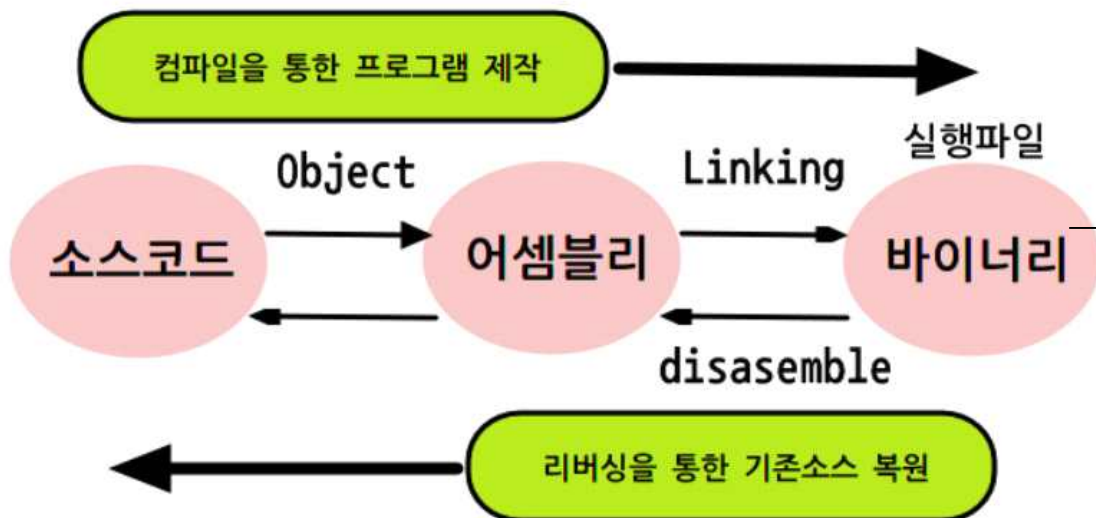 컴파일을 통한 프로그램 제작
실행파일
Object
Linking
소스코드
어셈블리
바이너리
disasemble
리버싱을 통한 기존소스 복원